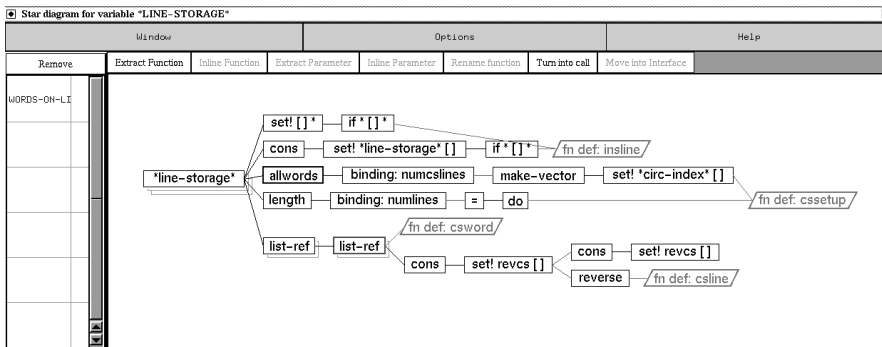 Star diagram for variable *LINE-STORAGE*
Window Options Help
Remove Extract Function Inline Function Extract Parameter Inline Parameter Rename function Turn into call Move into Interface
WORDS-ON-LI
set! [ ] * if * [ ] *
cons set! *line-storage* [ ] if * [ ] * fn def: insline
*line-storage* allwords binding: numcslines make-vector set! *circ-index* [ ]
length binding: numlines = do fn def: cssetup
fn def: csword
list-ref list-ref cons set! revcs [ ]
cons set! revcs [ ]
reverse fn def: csline